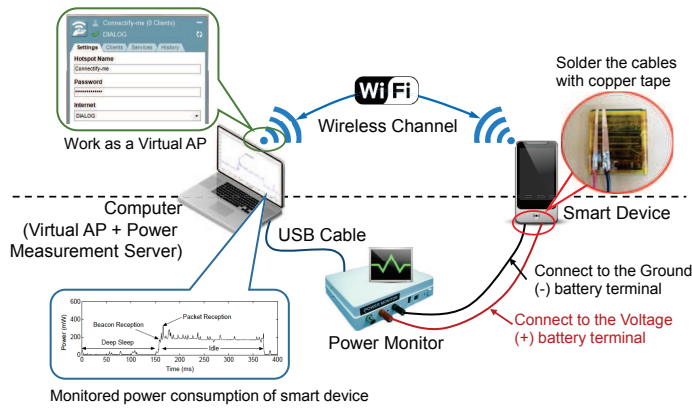 Connectify-me (0 Clients)
DIALOG
Settings Clients Services History
Hotspot Name
Connectify-me
Password
**************
Internet
DIALOG
Work as a Virtual AP
Wi Fi
Wireless Channel
Solder the cables
with copper tape
Computer
(Virtual AP + Power
Measurement Server)
Smart Device
USB Cable
POWER MONITOR
Power Monitor
Connect to the Ground
(-) battery terminal
Connect to the Voltage
(+) battery terminal
600
400
200
0
Power (mW)
Packet Reception
Beacon Reception
Deep Sleep
Idle
0 50 100 150 200 250 300 350 400
Time (ms)
Monitored power consumption of smart device